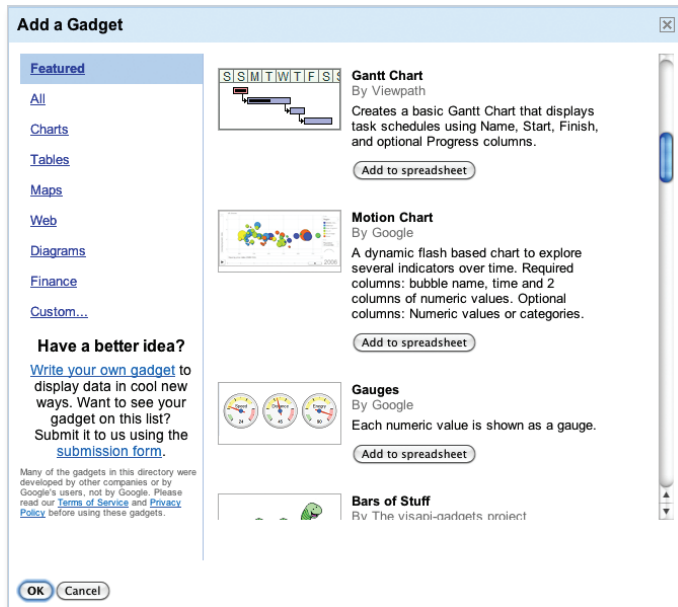 Add a Gadget
Featured
All
Charts
Tables
Maps
Web
Diagrams
Finance
Custom...
Have a better idea?
Write your own gadget to
display data in cool new
ways. Want to see your
gadget on this list?
Submit it to us using the
submission form.
Many of the gadgets in this directory were
developed by other companies or by
Google's users, not by Google. Please
read our Terms of Service and Privacy
Policy before using these gadgets.
S S M T W T F S S
Gantt Chart
By Viewpath
Creates a basic Gantt Chart that displays
task schedules using Name, Start, Finish,
and optional Progress columns.
Add to spreadsheet
2006
Motion Chart
By Google
A dynamic flash based chart to explore
several indicators over time. Required
columns: bubble name, time and 2
columns of numeric values. Optional
columns: Numeric values or categories.
Add to spreadsheet
Speed
24
45
80
Gauges
By Google
Each numeric value is shown as a gauge.
Add to spreadsheet
Bars of Stuff
By The visapi-gadgets project
OK
Cancel